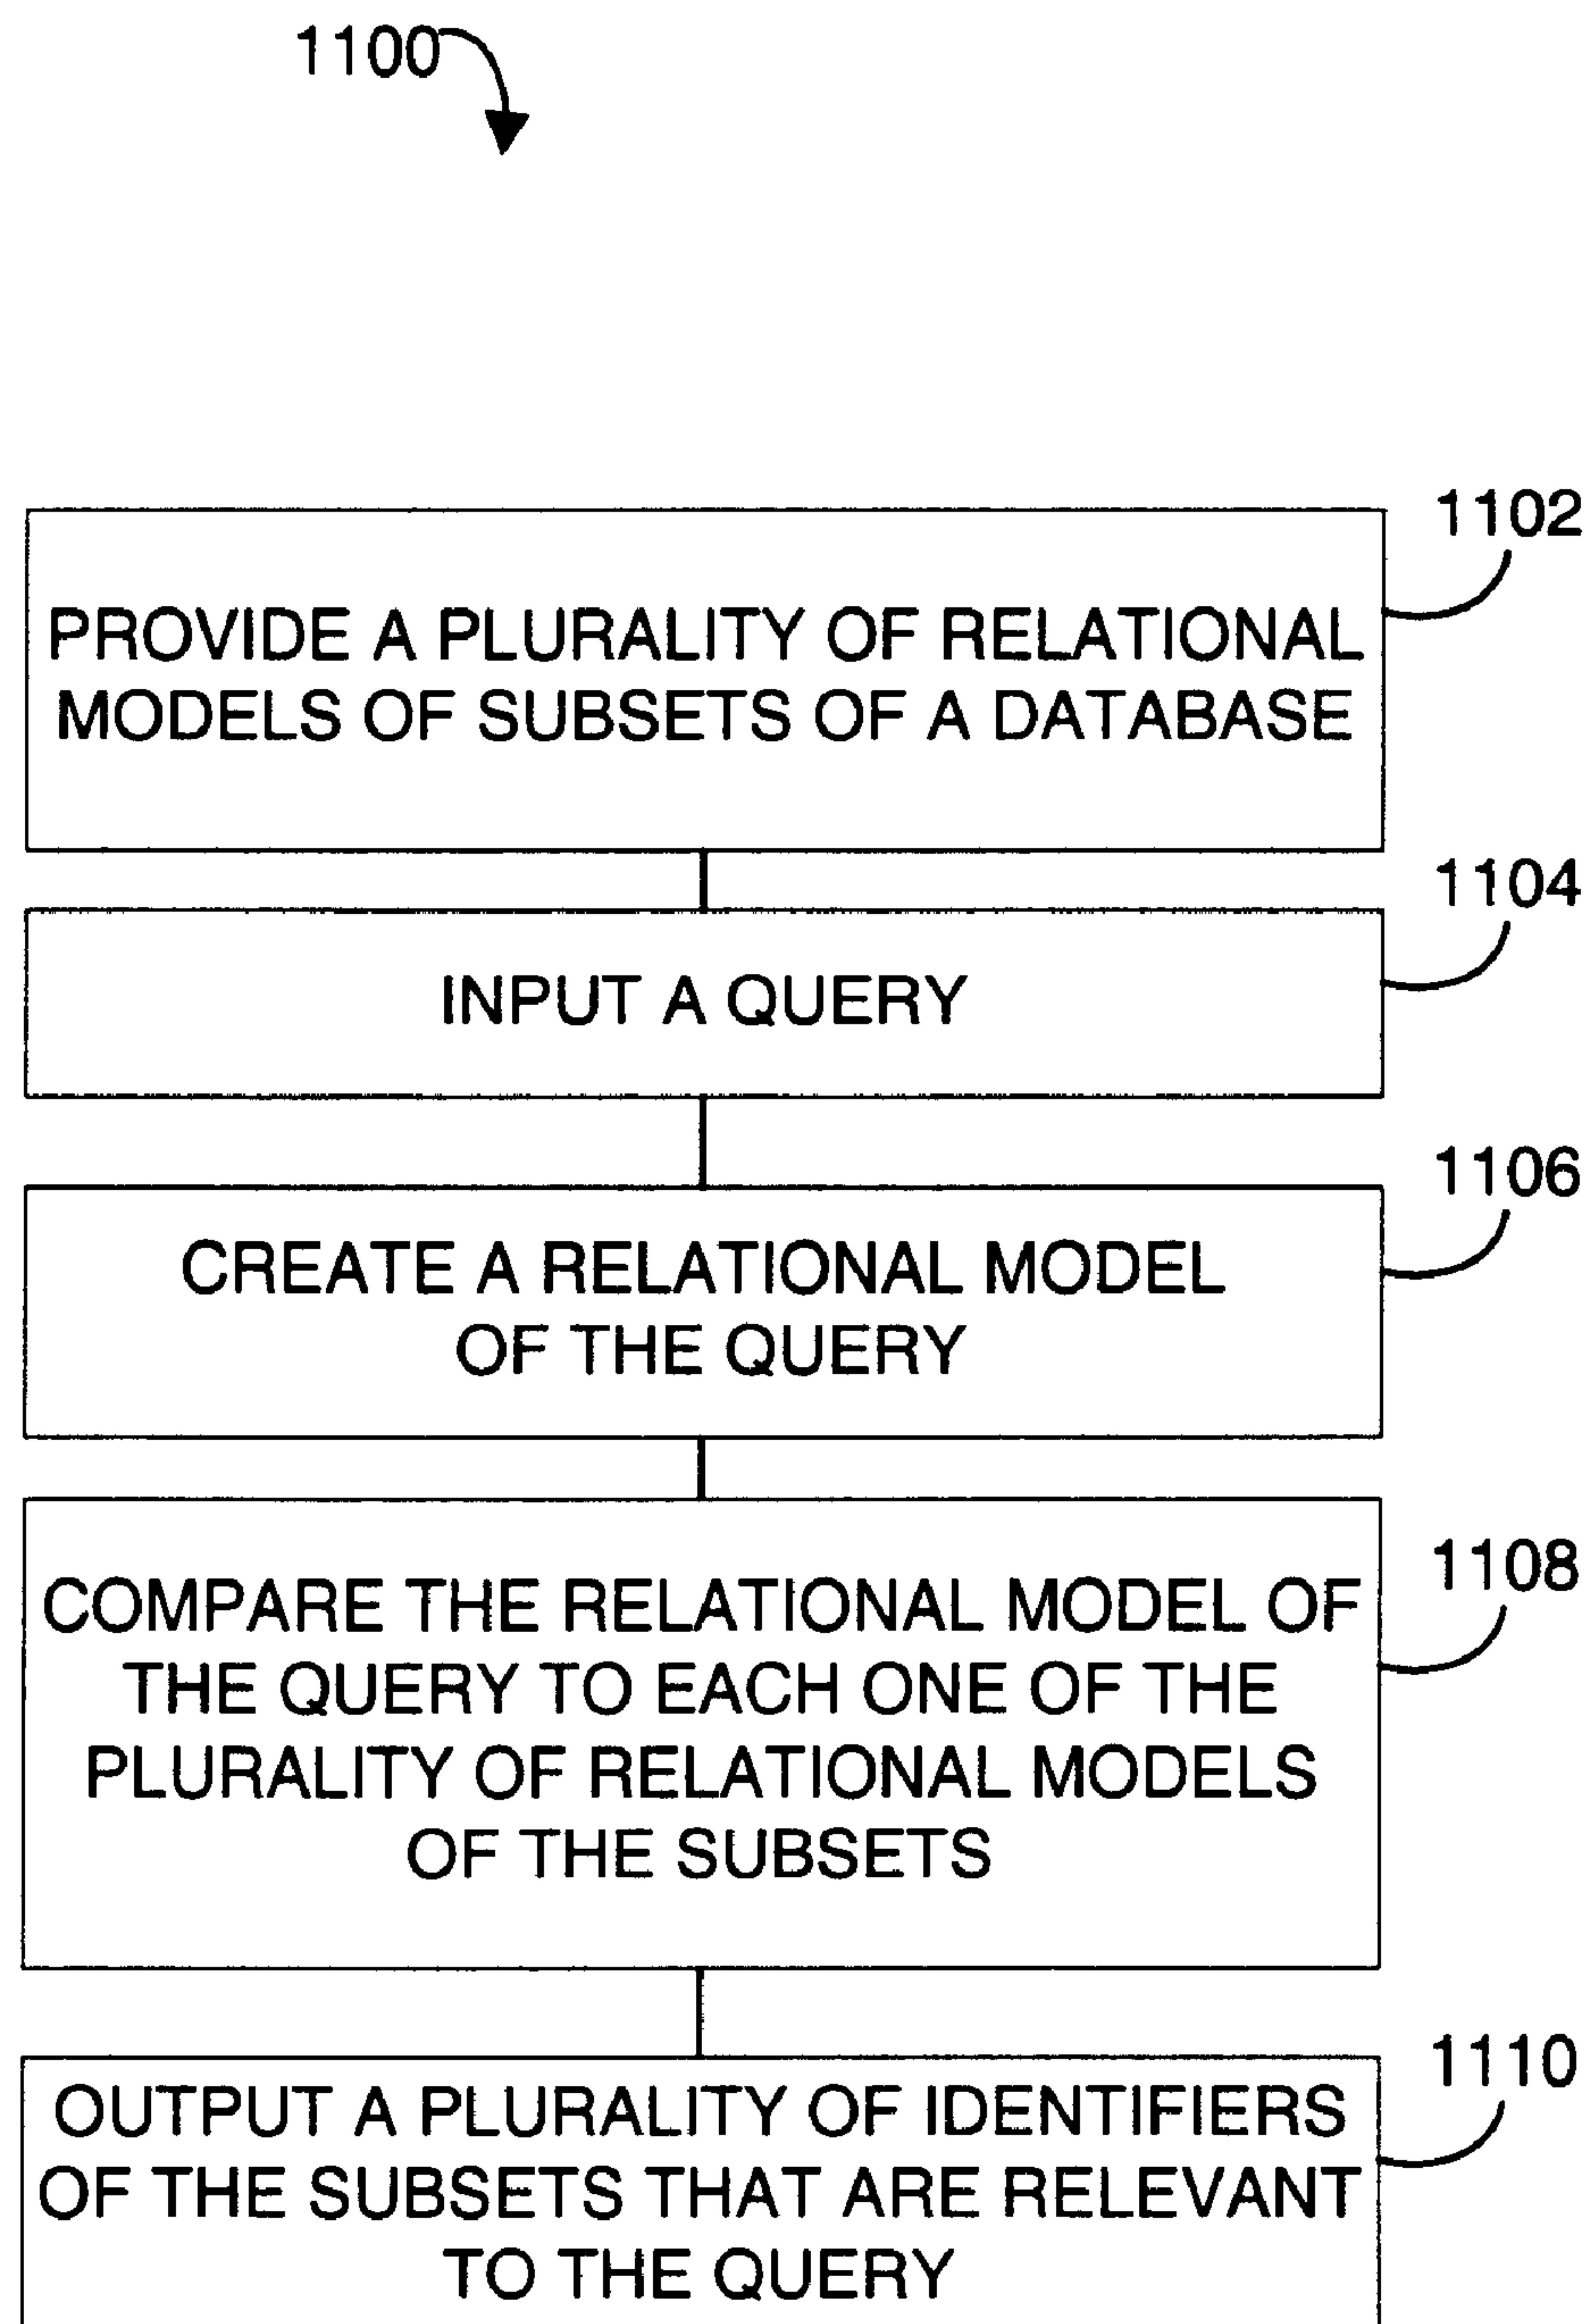 1100
1102
PROVIDE A PLURALITY OF RELATIONAL
MODELS OF SUBSETS OF A DATABASE
1104
INPUT A QUERY
1106
CREATE A RELATIONAL MODEL
OF THE QUERY
1108
COMPARE THE RELATIONAL MODEL OF
THE QUERY TO EACH ONE OF THE
PLURALITY OF RELATIONAL MODELS
OF THE SUBSETS
1110
OUTPUT A PLURALITY OF IDENTIFIERS
OF THE SUBSETS THAT ARE RELEVANT
TO THE QUERY